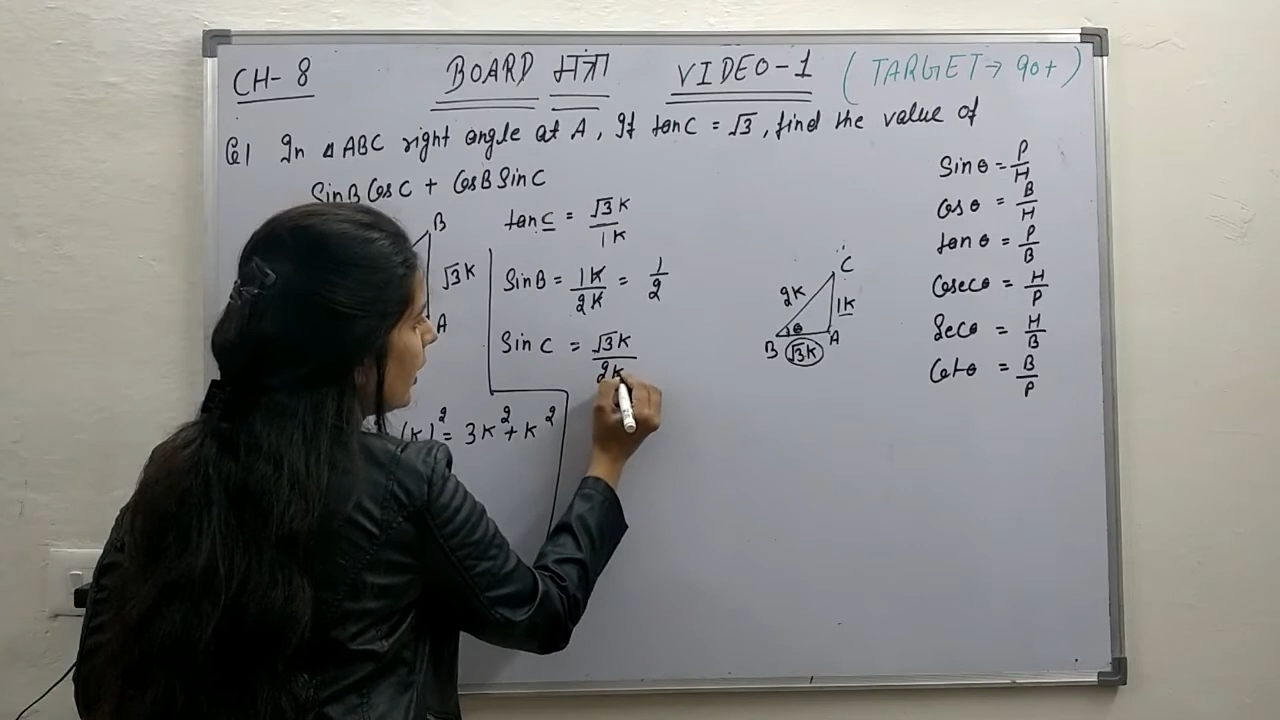 CH-8 BOARD मंत्रा VIDEO-1 (TARGET→ 90+)
Q1 In △ABC right angle at A, If tanC = √3, find the value of
SinB CosC + CosB SinC
B
√3K
A
tanC = √3K/1K
SinB = 1K/2K = 1/2
SinC = √3K/2K
(K)² = 3K² + K²
C
2K
1K
θ
B √3K A
Sinθ = P/H
Cosθ = B/H
tanθ = P/B
Cosecθ = H/P
Secθ = H/B
Cotθ = B/P